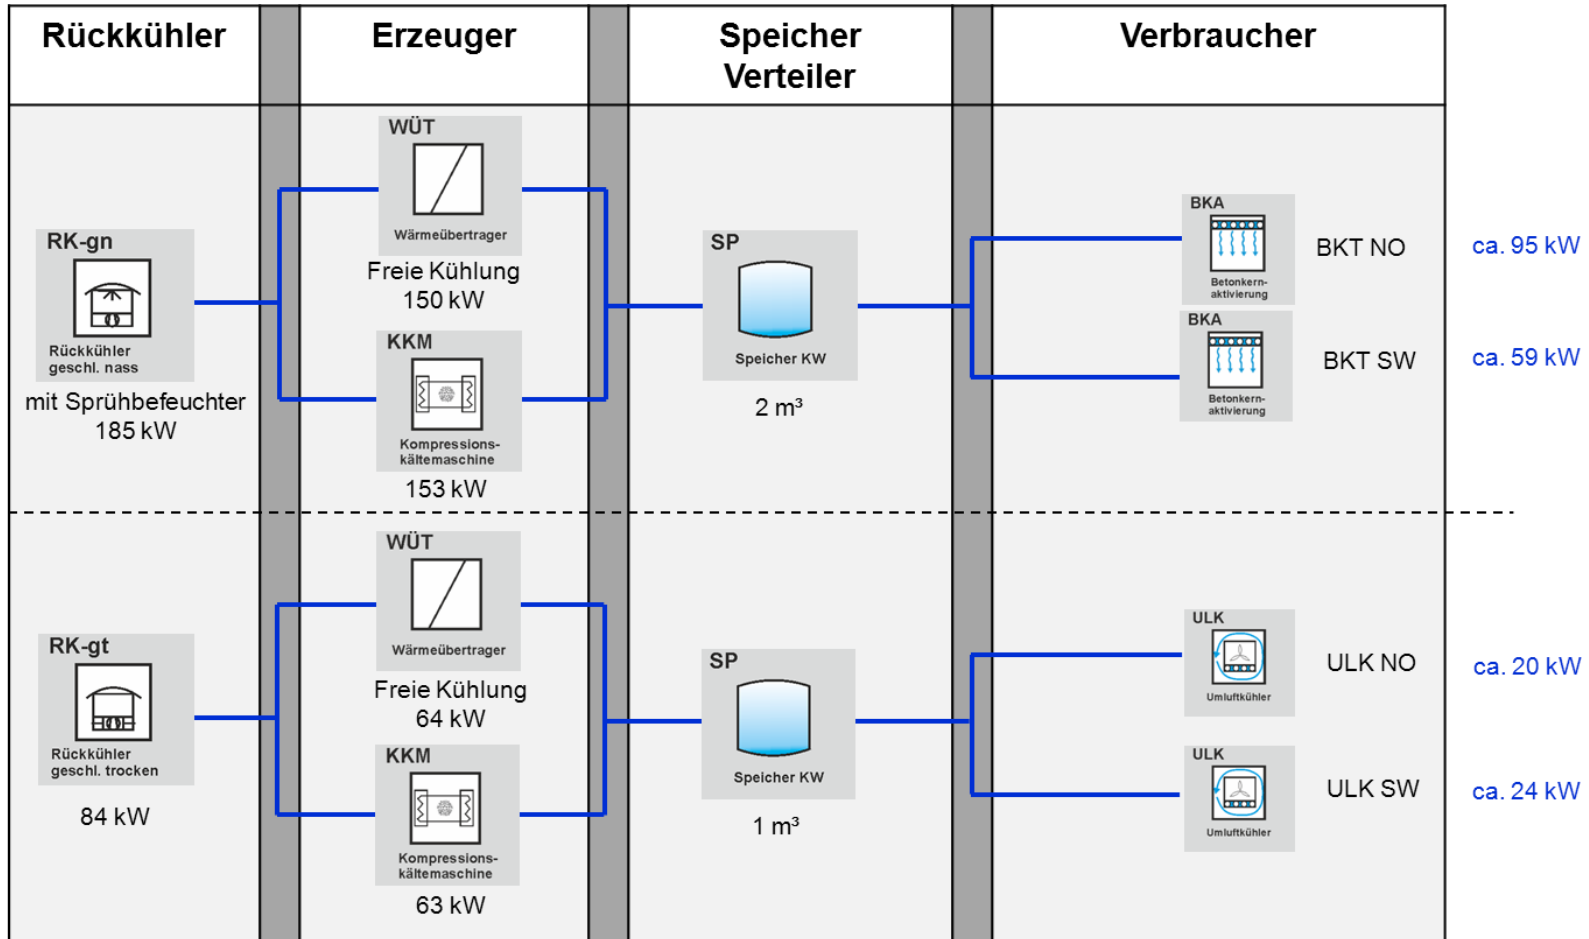 Rückkühler
Erzeuger
Speicher
Verteiler
Verbraucher
RK-gn
Rückkühler
geschl. nass
mit Sprühbefeuchter
185 kW
WÜT
Wärmeübertrager
Freie Kühlung
150 kW
KKM
Kompressions-
kältemaschine
153 kW
SP
Speicher KW
2 m³
BKA
Betonkern-
aktivierung
BKT NO
ca. 95 kW
BKA
Betonkern-
aktivierung
BKT SW
ca. 59 kW
RK-gt
Rückkühler
geschl. trocken
84 kW
WÜT
Wärmeübertrager
Freie Kühlung
64 kW
KKM
Kompressions-
kältemaschine
63 kW
SP
Speicher KW
1 m³
ULK
Umluftkühler
ULK NO
ca. 20 kW
ULK
Umluftkühler
ULK SW
ca. 24 kW